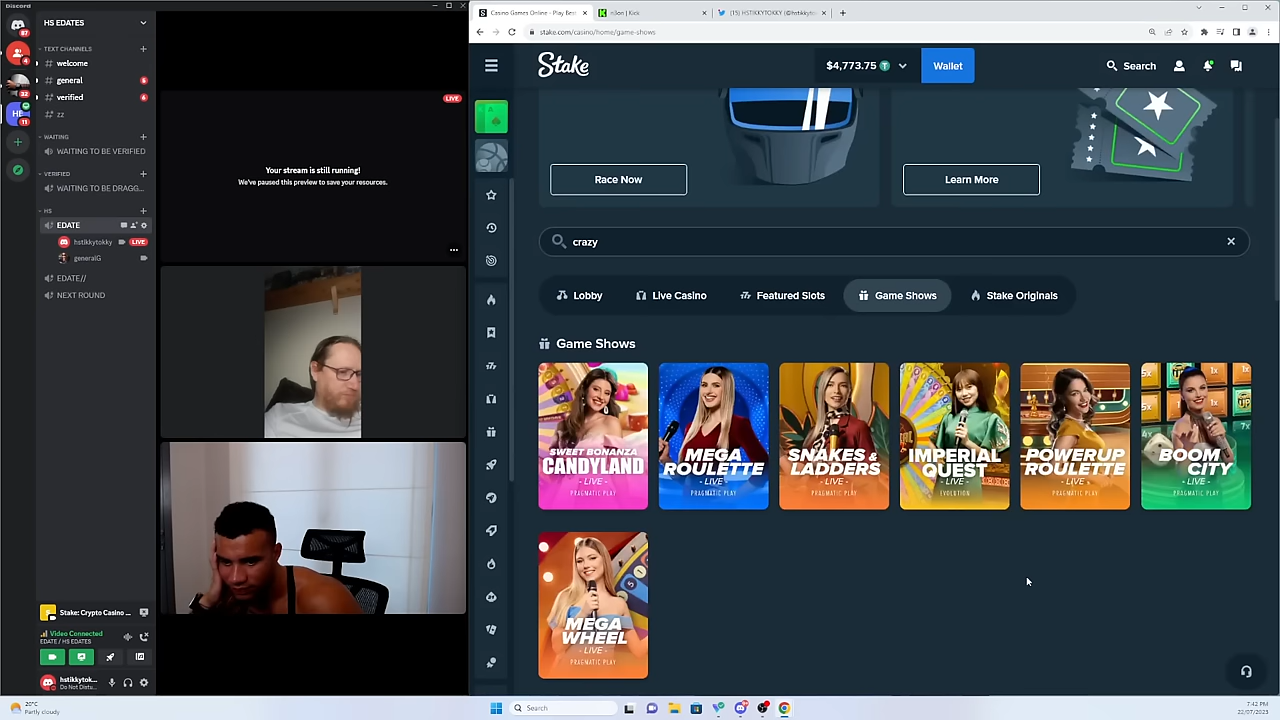 Discord
HS EDATES
TEXT CHANNELS
welcome
general
verified
zz
WAITING
WAITING TO BE VERIFIED
VERIFIED
WAITING TO BE DRAGG...
HS
EDATE
hstikkytokky
LIVE
generalG
EDATE//
NEXT ROUND
Stake: Crypto Casino ...
Video Connected
EDATE / HS EDATES
hstikkytok...
Do Not Distu...
LIVE
Your stream is still running!
We've paused this preview to save your resources.
Casino Games Online - Play Best
n3on | Kick
(15) HSTIKKYTOKKY (@hstikkyto
stake.com/casino/home/game-shows
Stake
$4,773.75
Wallet
Search
Race Now
Learn More
crazy
Lobby
Live Casino
Featured Slots
Game Shows
Stake Originals
Game Shows
SWEET BONANZA
CANDYLAND
- LIVE -
PRAGMATIC PLAY
MEGA
ROULETTE
- LIVE -
PRAGMATIC PLAY
SNAKES &
LADDERS
- LIVE -
PRAGMATIC PLAY
IMPERIAL
QUEST
- LIVE -
EVOLUTION
POWERUP
ROULETTE
- LIVE -
PRAGMATIC PLAY
BOOM
CITY
- LIVE -
PRAGMATIC PLAY
MEGA
WHEEL
- LIVE -
PRAGMATIC PLAY
20°C
Partly cloudy
Search
7:42 PM
22/07/2023